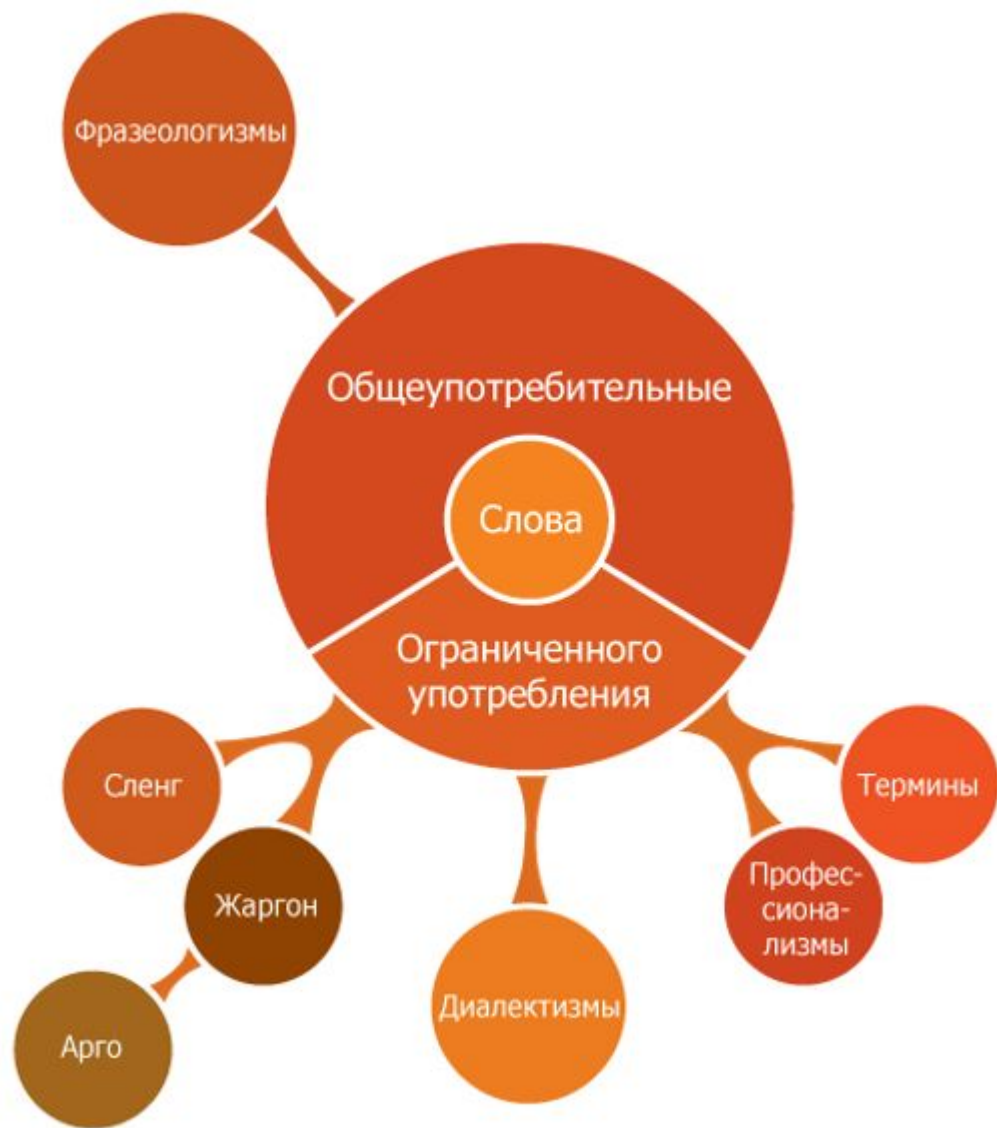 Фразеологизмы
Общеупотребительные
Слова
Ограниченного
употребления
Сленг
Термины
Жаргон
Профес-
сиона-
лизмы
Диалектизмы
Арго